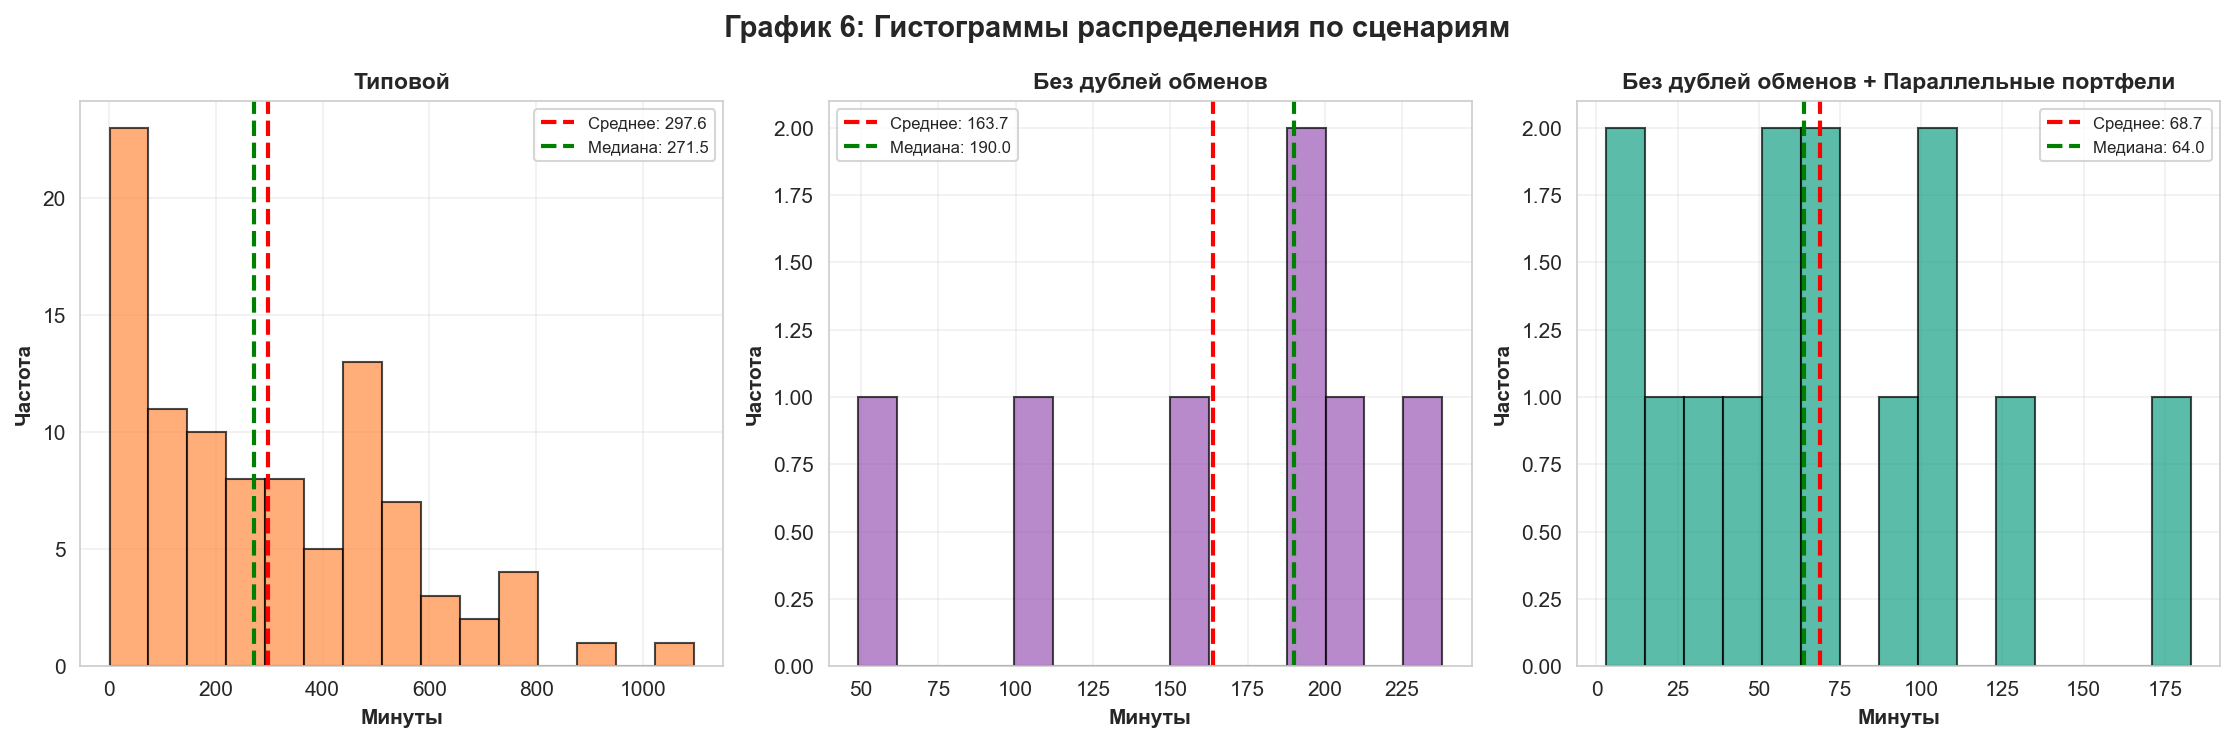 График 6: Гистограммы распределения по сценариям
Типовой
Среднее: 297.6
Медиана: 271.5
Частота
20
15
10
5
0
0 200 400 600 800 1000
Минуты
Без дублей обменов
Среднее: 163.7
Медиана: 190.0
Частота
2.00
1.75
1.50
1.25
1.00
0.75
0.50
0.25
0.00
50 75 100 125 150 175 200 225
Минуты
Без дублей обменов + Параллельные портфели
Среднее: 68.7
Медиана: 64.0
Частота
2.00
1.75
1.50
1.25
1.00
0.75
0.50
0.25
0.00
0 25 50 75 100 125 150 175
Минуты